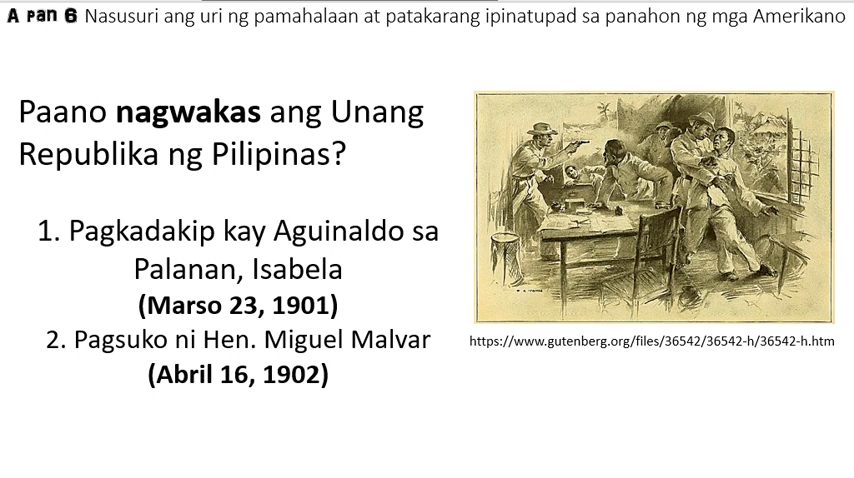 A Pan 6 Nasusuri ang uri ng pamahalaan at patakarang ipinatupad sa panahon ng mga Amerikano
Paano nagwakas ang Unang
Republika ng Pilipinas?
1. Pagkadakip kay Aguinaldo sa
Palanan, Isabela
(Marso 23, 1901)
2. Pagsuko ni Hen. Miguel Malvar
(Abril 16, 1902)
https://www.gutenberg.org/files/36542/36542-h/36542-h.htm